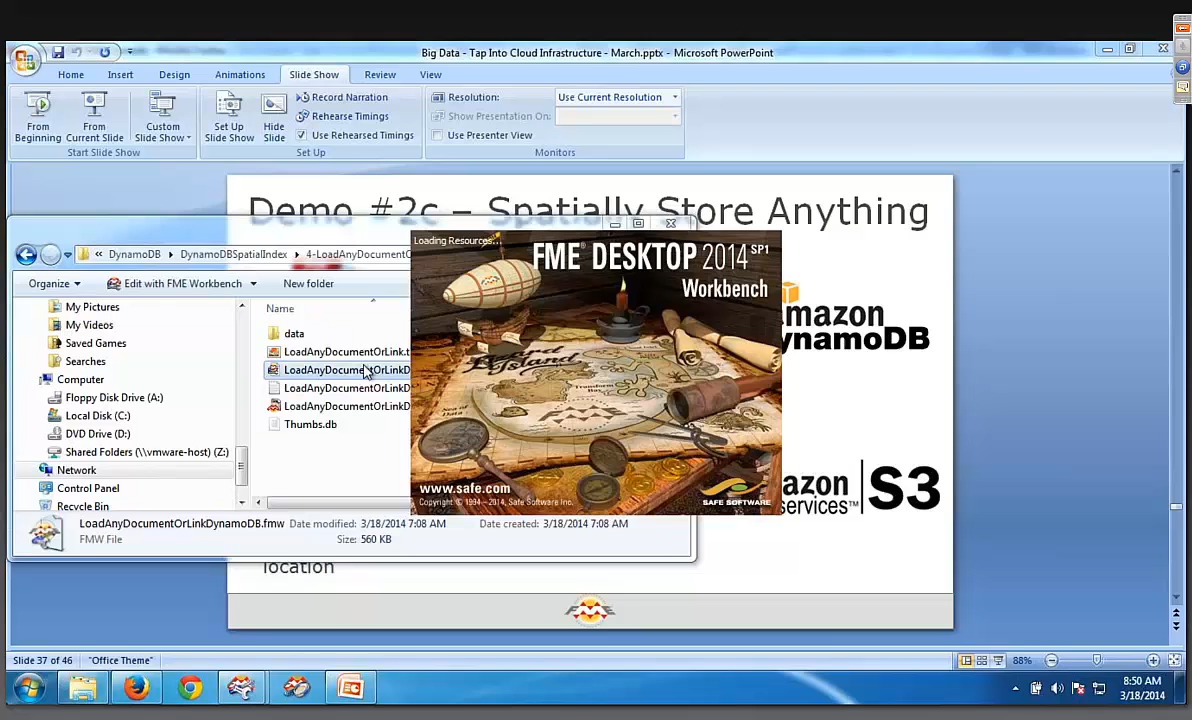 Big Data - Tap Into Cloud Infrastructure - March.pptx - Microsoft PowerPoint
Home Insert Design Animations Slide Show Review View
From Beginning
From Current Slide
Custom Slide Show
Start Slide Show
Set Up Slide Show
Hide Slide
Record Narration
Rehearse Timings
Use Rehearsed Timings
Set Up
Resolution: Use Current Resolution
Show Presentation On:
Use Presenter View
Monitors
Demo #2c – Spatially Store Anything
« DynamoDB DynamoDBSpatialIndex 4-LoadAnyDocumentO
Organize Edit with FME Workbench New folder
My Pictures
My Videos
Saved Games
Searches
Computer
Floppy Disk Drive (A:)
Local Disk (C:)
DVD Drive (D:)
Shared Folders (\\vmware-host) (Z:)
Network
Control Panel
Recycle Bin
Name
data
LoadAnyDocumentOrLink.t
LoadAnyDocumentOrLinkD
LoadAnyDocumentOrLinkD
LoadAnyDocumentOrLinkD
Thumbs.db
LoadAnyDocumentOrLinkDynamoDB.fmw Date modified: 3/18/2014 7:08 AM Date created: 3/18/2014 7:08 AM
FMW File Size: 560 KB
Loading Resources...
FME DESKTOP 2014 SP1
Workbench
www.safe.com
Copyright © 1994 - 2014, Safe Software Inc.
SAFE SOFTWARE
mazon
ynamoDB
azon
services™
S3
location
FME
Slide 37 of 46 "Office Theme" 88%
8:50 AM
3/18/2014